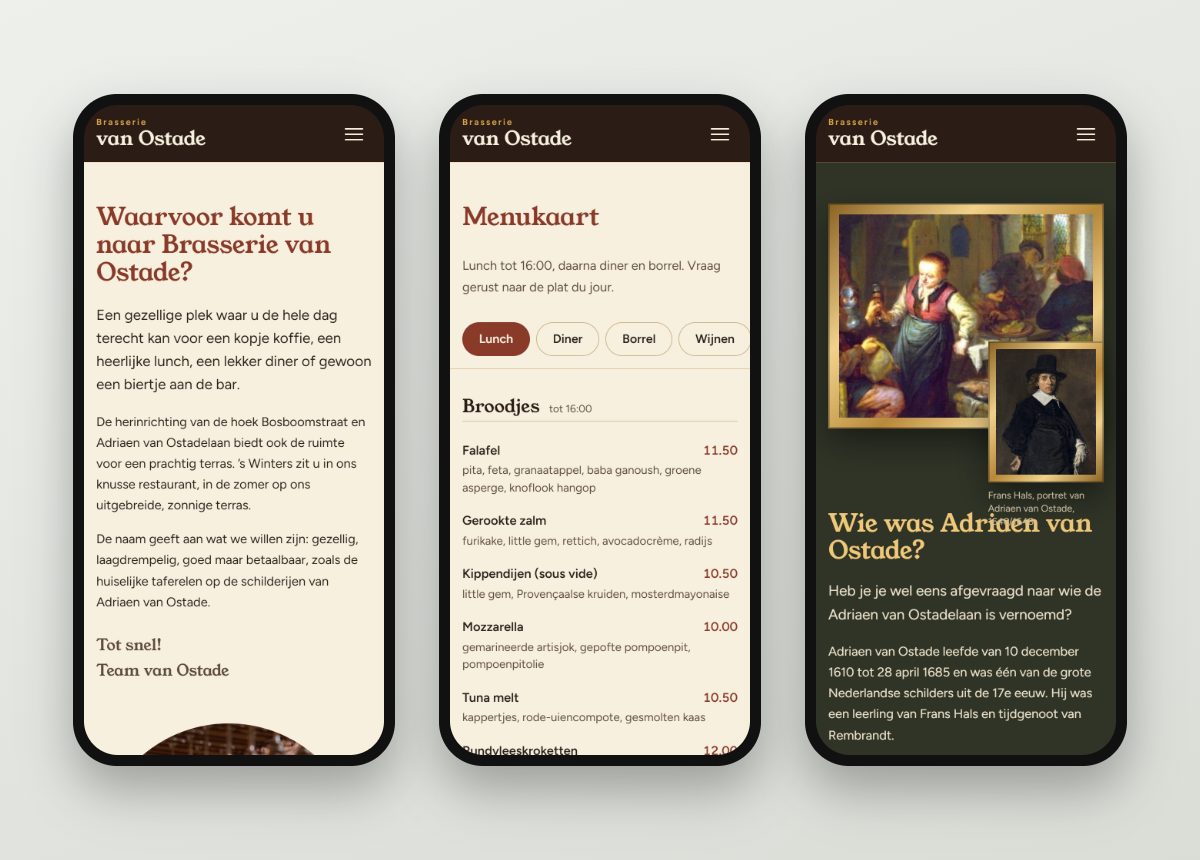 Brasserie
van Ostade
Waarvoor komt u
naar Brasserie van
Ostade?
Een gezellige plek waar u de hele dag
terecht kan voor een kopje koffie, een
heerlijke lunch, een lekker diner of gewoon
een biertje aan de bar.
De herinrichting van de hoek Bosboomstraat en
Adriaen van Ostadelaan biedt ook de ruimte
voor een prachtig terras. 's Winters zit u in ons
knusse restaurant, in de zomer op ons
uitgebreide, zonnige terras.
De naam geeft aan wat we willen zijn: gezellig,
laagdrempelig, goed maar betaalbaar, zoals de
huiselijke taferelen op de schilderijen van
Adriaen van Ostade.
Tot snel!
Team van Ostade
Brasserie
van Ostade
Menukaart
Lunch tot 16:00, daarna diner en borrel. Vraag
gerust naar de plat du jour.
Lunch Diner Borrel Wijnen
Broodjes tot 16:00
Falafel 11.50
pita, feta, granaatappel, baba ganoush, groene
asperge, knoflook hangop
Gerookte zalm 11.50
furikake, little gem, rettich, avocadocrème, radijs
Kippendijen (sous vide) 10.50
little gem, Provençaalse kruiden, mosterdmayonaise
Mozzarella 10.00
gemarineerde artisjok, gepofte pompoenpit,
pompoenpitolie
Tuna melt 10.50
kappertjes, rode-uiencompote, gesmolten kaas
Rundvleeskroketten 12.00
Brasserie
van Ostade
Frans Hals, portret van
Adriaen van Ostade,
Wie was Adriaen van
Ostade?
Heb je je wel eens afgevraagd naar wie de
Adriaen van Ostadelaan is vernoemd?
Adriaen van Ostade leefde van 10 december
1610 tot 28 april 1685 en was één van de grote
Nederlandse schilders uit de 17e eeuw. Hij was
een leerling van Frans Hals en tijdgenoot van
Rembrandt.